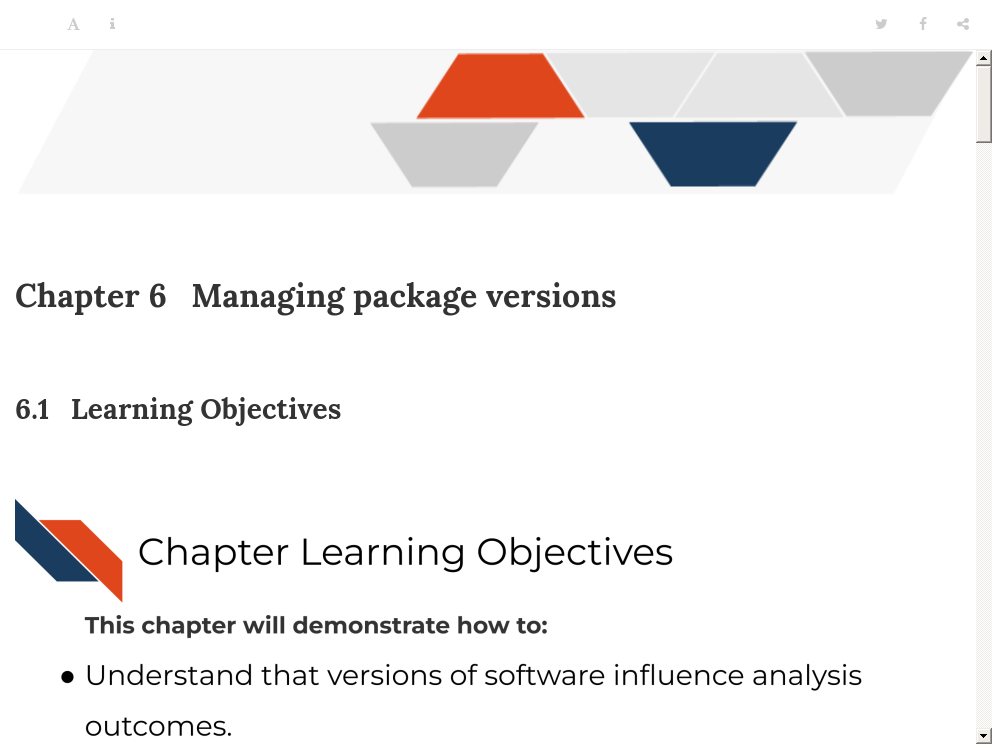 A i
Chapter 6 Managing package versions
6.1 Learning Objectives
Chapter Learning Objectives
This chapter will demonstrate how to:
● Understand that versions of software influence analysis
outcomes.